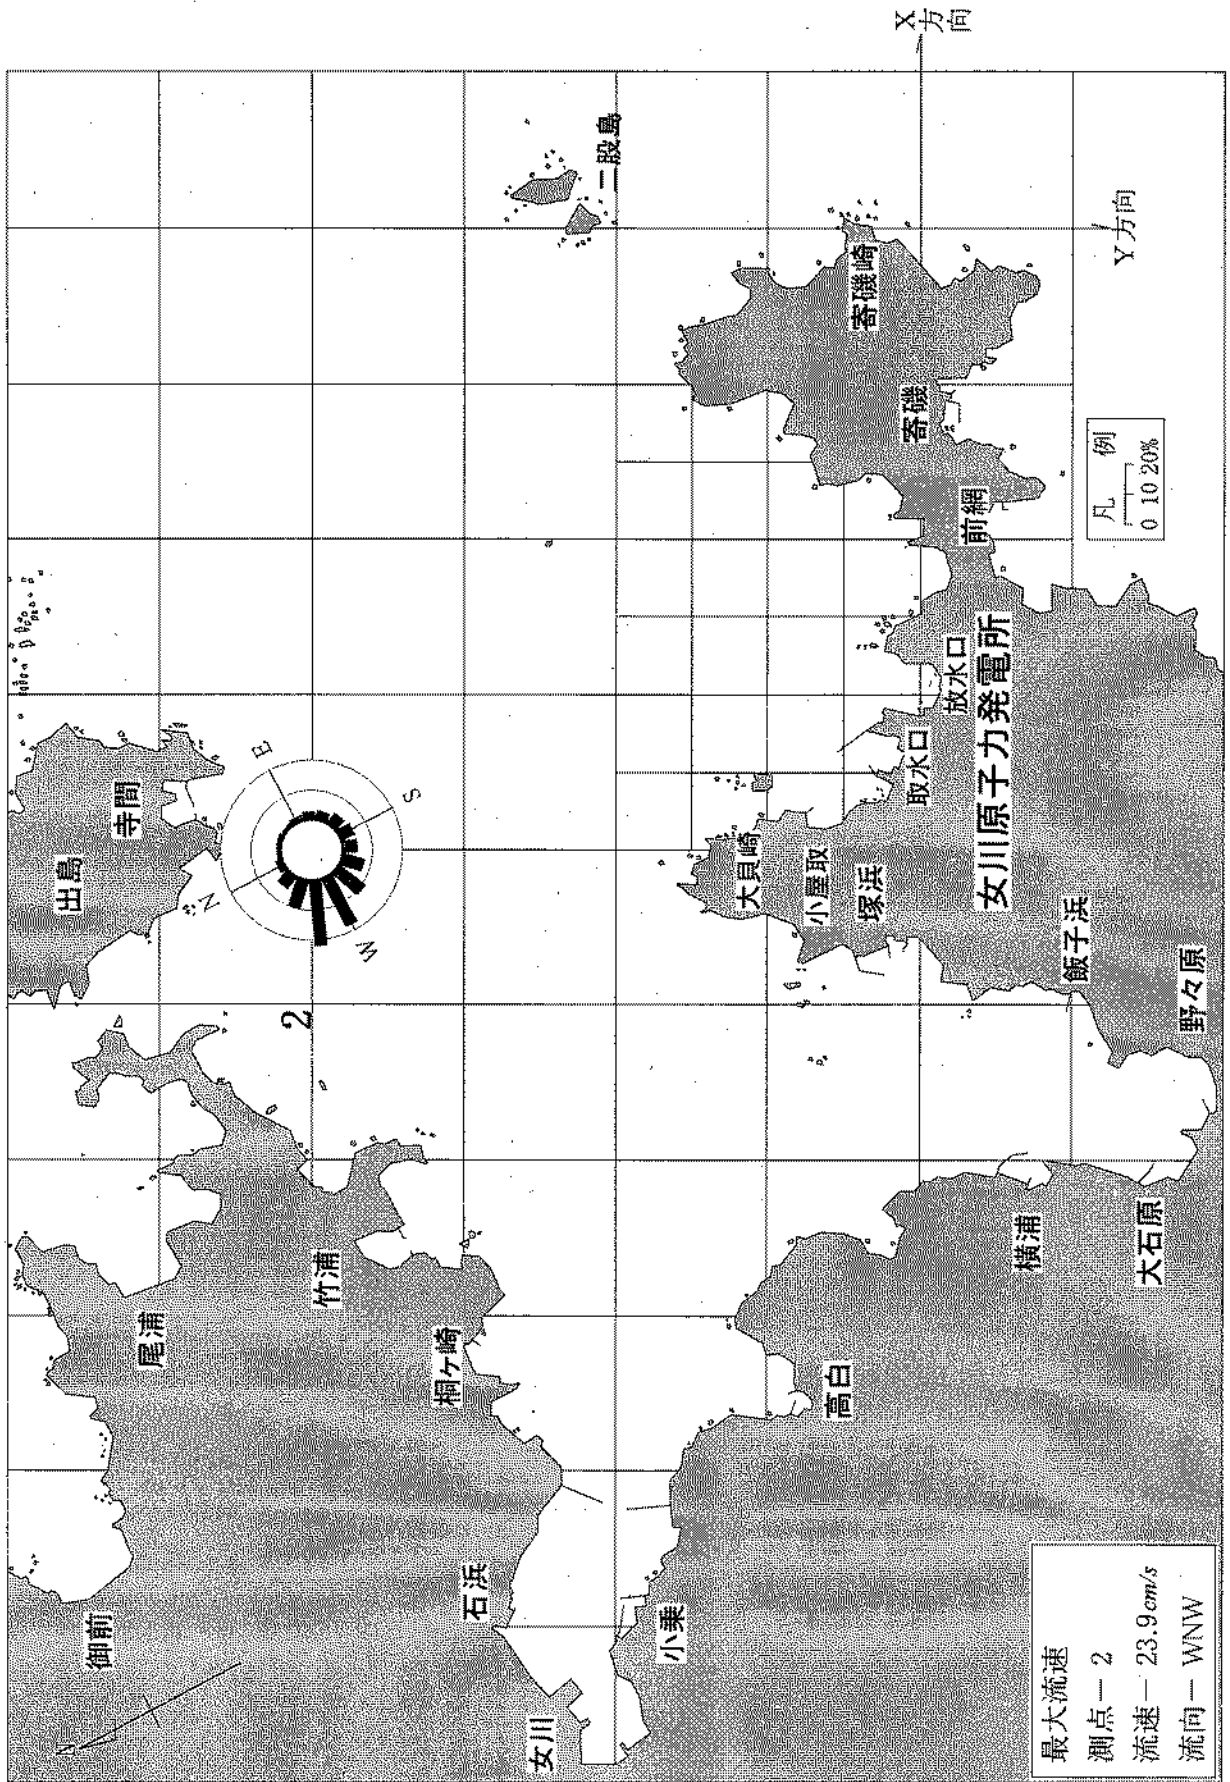 X方向
Y方向
出島
寺間
N
E
S
W
2
二股島
寄磯崎
寄磯
前網
放水口
取水口
女川原子力発電所
大貝崎
小屋取
塚浜
飯子浜
野々原
尾浦
竹浦
桐ケ崎
御前
石浜
女川
小乗
高白
横浦
大石原
凡例
0 10 20%
最大流速
測点－2
流速－23.9cm/s
流向－WNW